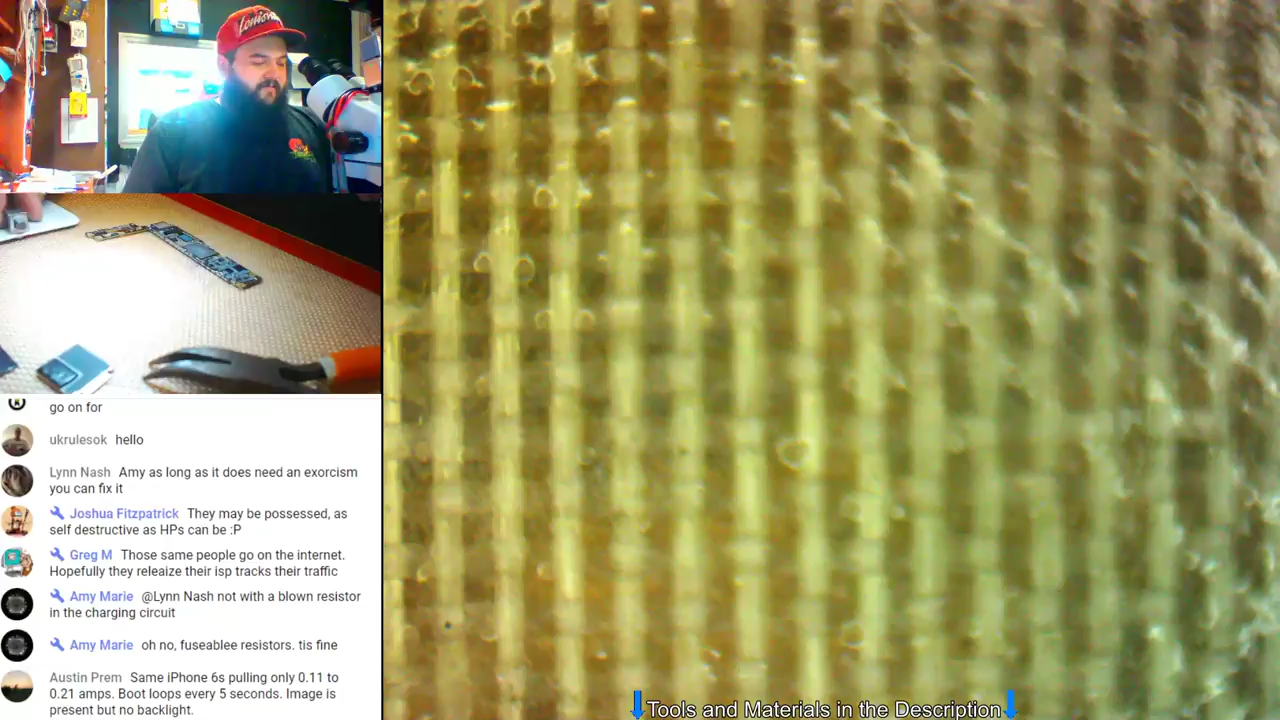 Louisville
go on for
ukrulesok hello
Lynn Nash Amy as long as it does need an exorcism
you can fix it
Joshua Fitzpatrick They may be possessed, as
self destructive as HPs can be :P
Greg M Those same people go on the internet.
Hopefully they releaize their isp tracks their traffic
Amy Marie @Lynn Nash not with a blown resistor
in the charging circuit
Amy Marie oh no, fuseablee resistors. tis fine
Austin Prem Same iPhone 6s pulling only 0.11 to
0.21 amps. Boot loops every 5 seconds. Image is
present but no backlight.
Tools and Materials in the Description